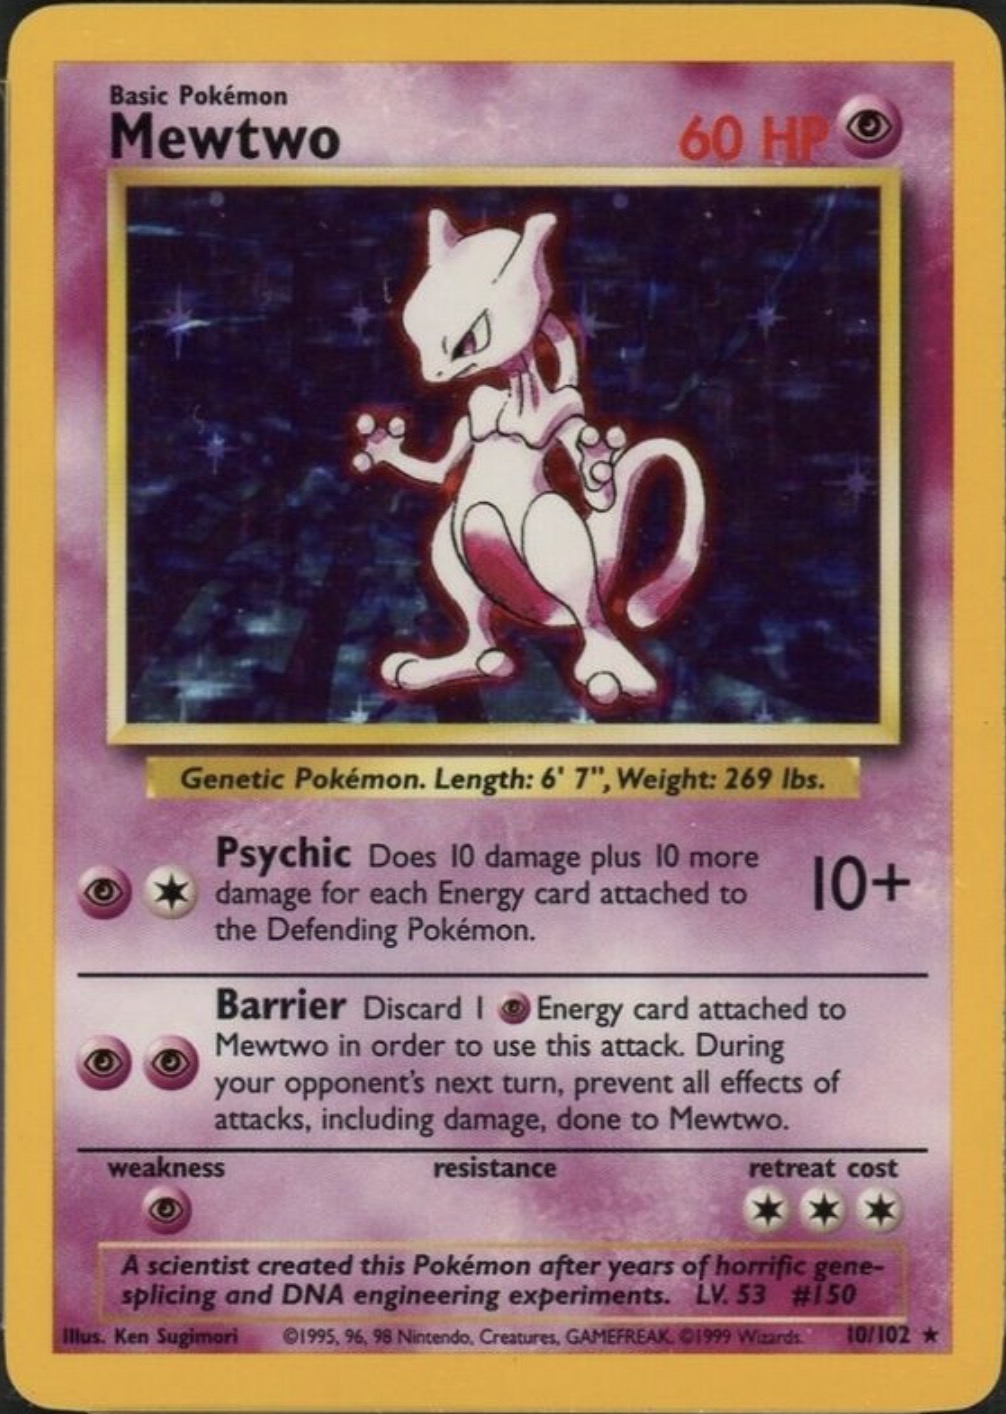 Basic Pokémon
Mewtwo
60 HP
Genetic Pokémon. Length: 6' 7", Weight: 269 lbs.
Psychic Does 10 damage plus 10 more
damage for each Energy card attached to
the Defending Pokémon.
10+
Barrier Discard 1 Energy card attached to
Mewtwo in order to use this attack. During
your opponent's next turn, prevent all effects of
attacks, including damage, done to Mewtwo.
weakness
resistance
retreat cost
A scientist created this Pokémon after years of horrific gene-
splicing and DNA engineering experiments. LV. 53 #150
Illus. Ken Sugimori ©1995, 96, 98 Nintendo, Creatures, GAMEFREAK. ©1999 Wizards. 10/102 ★